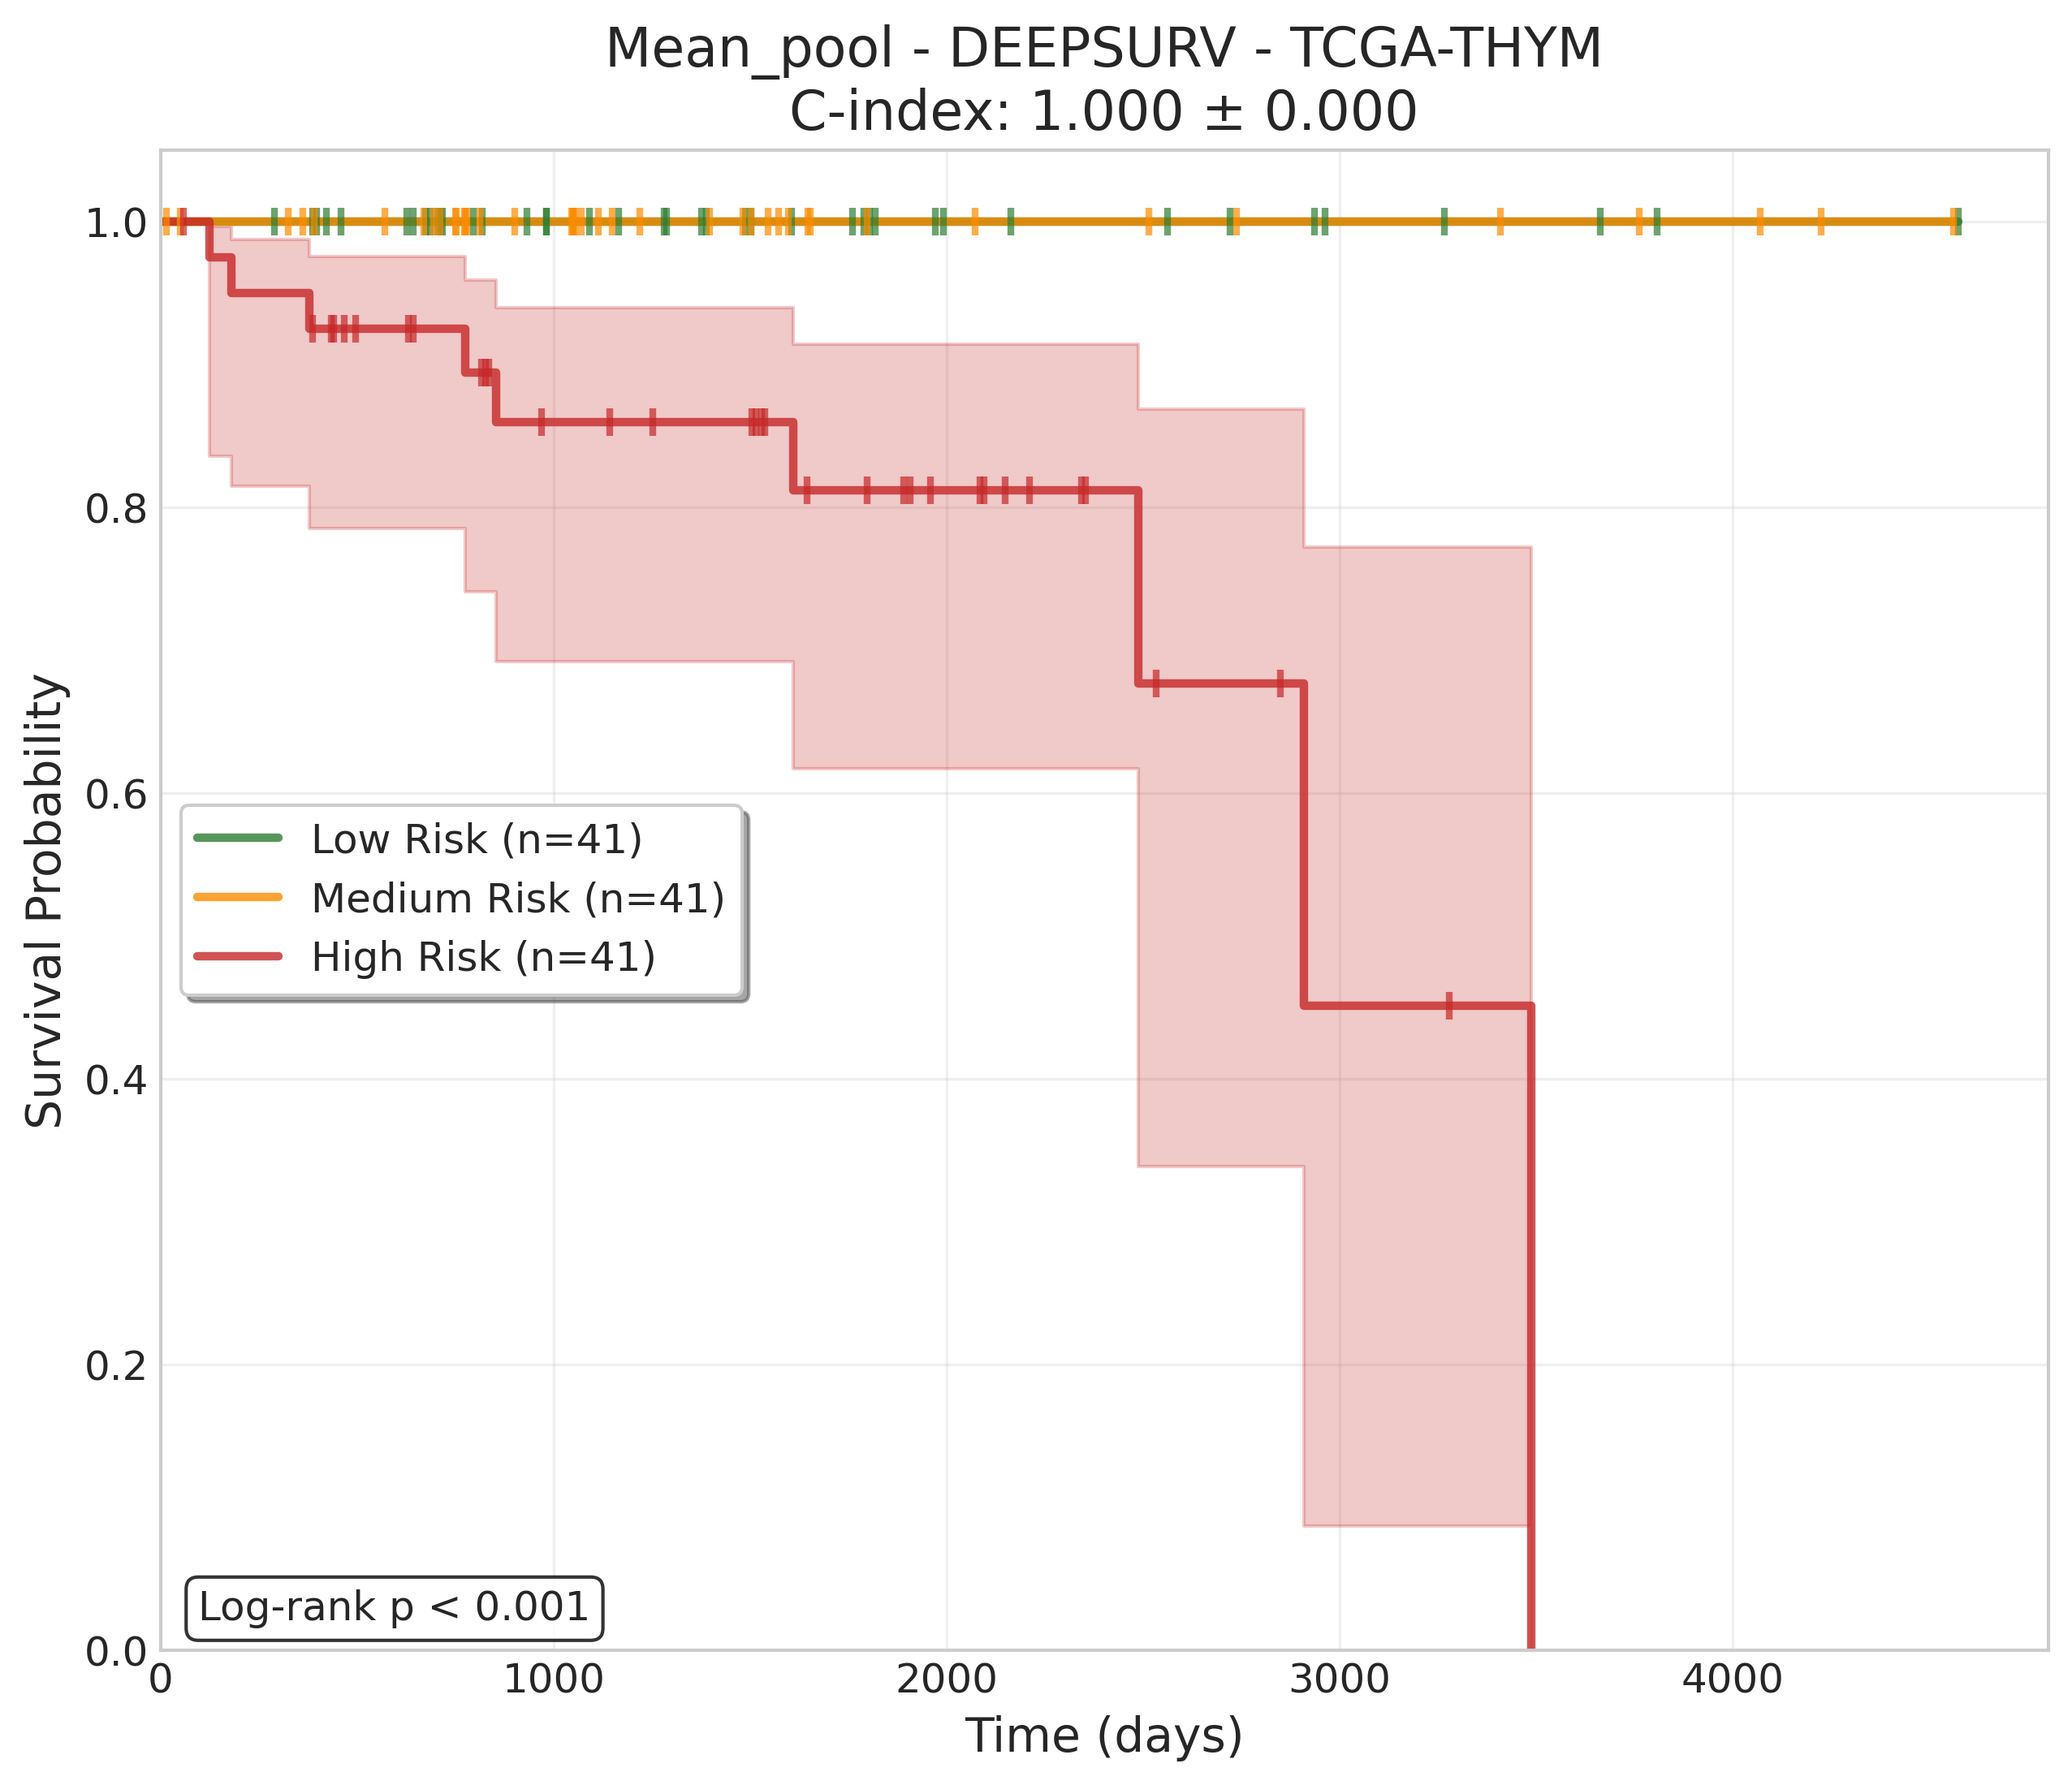 Mean_pool - DEEPSURV - TCGA-THYM
C-index: 1.000 ± 0.000
Survival Probability
1.0
0.8
0.6
0.4
0.2
0.0
Low Risk (n=41)
Medium Risk (n=41)
High Risk (n=41)
Log-rank p < 0.001
0 1000 2000 3000 4000
Time (days)